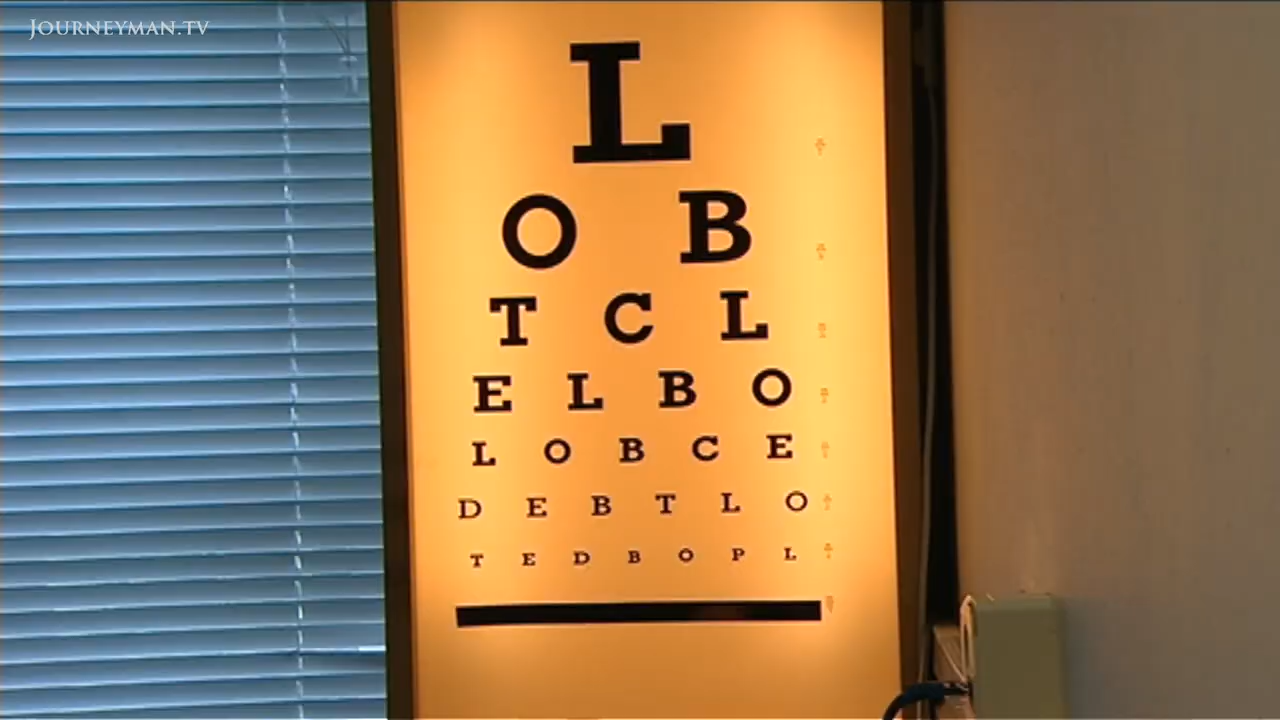 JOURNEYMAN.TV
L
O B
T C L
E L B O
L O B C E
D E B T L O
T E D B O P L